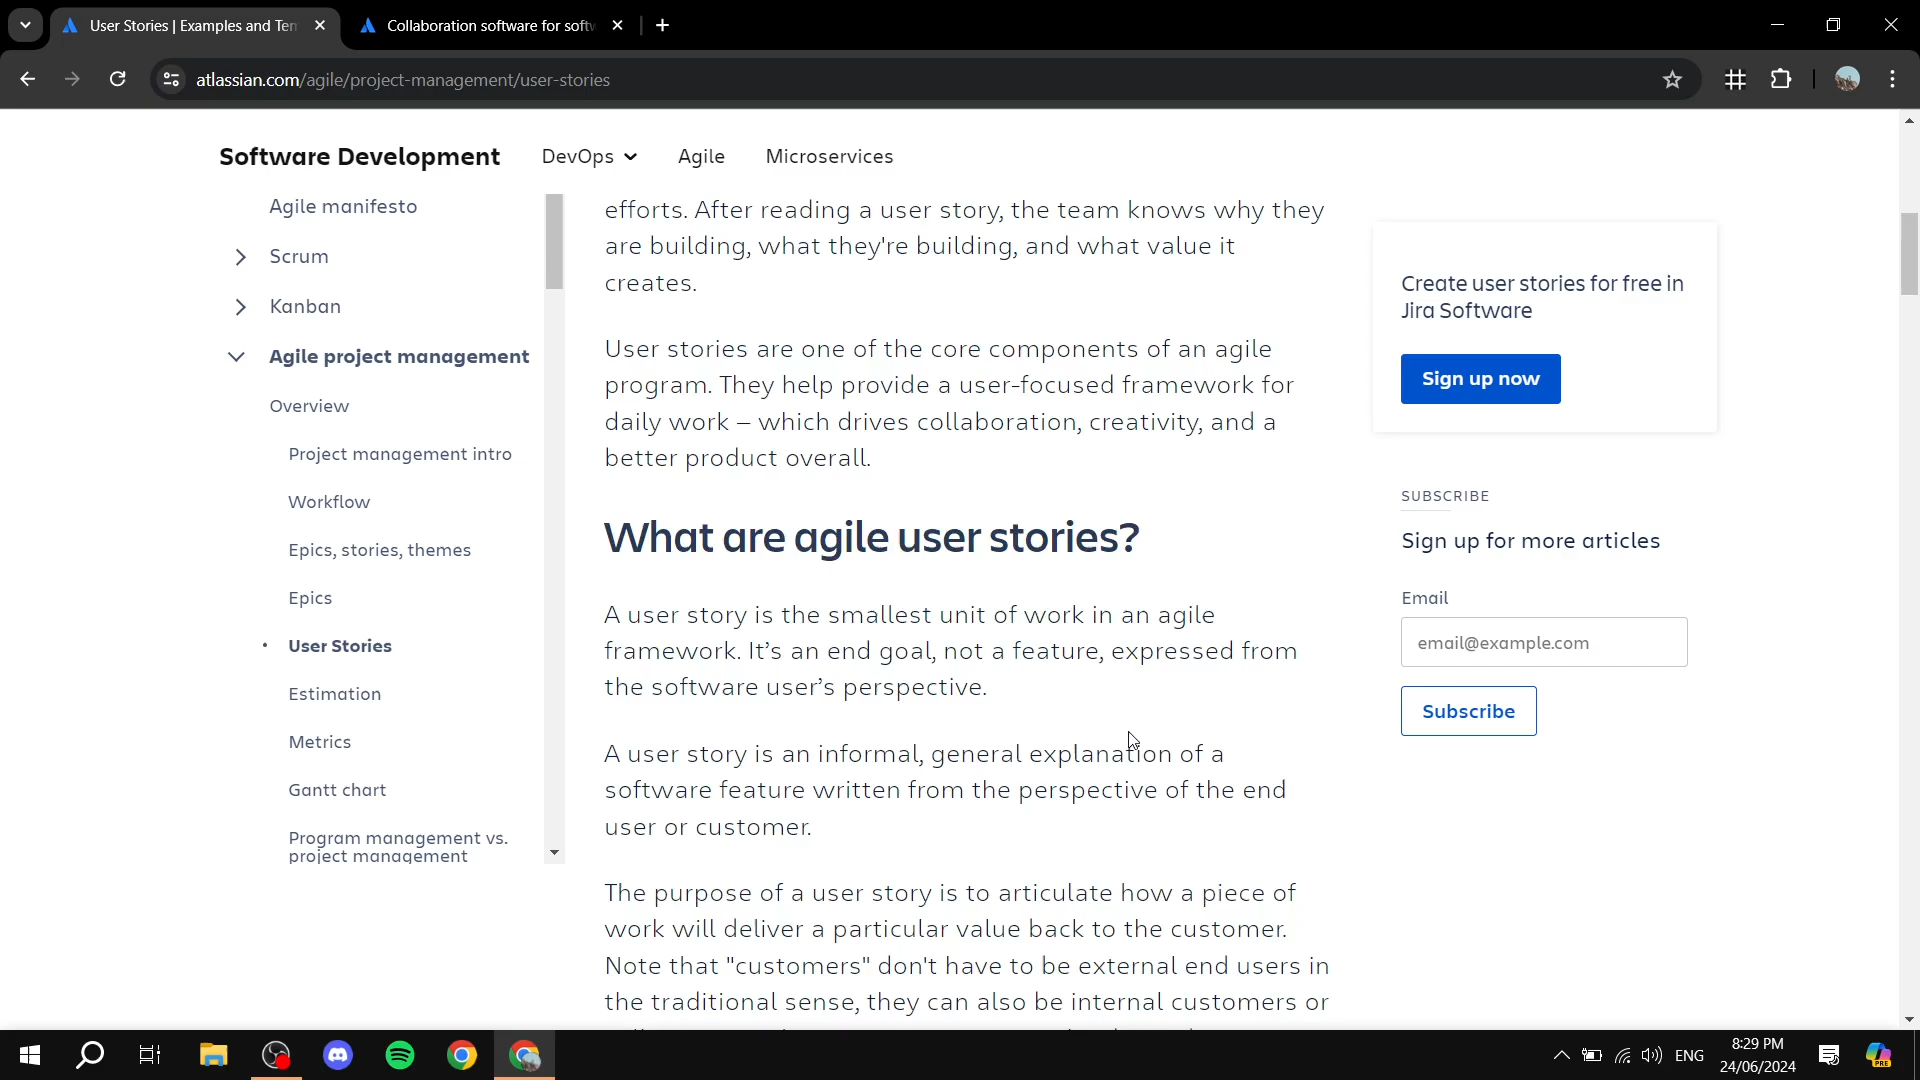 User Stories | Examples and Tem
Collaboration software for softw
atlassian.com/agile/project-management/user-stories
Software Development
DevOps
Agile
Microservices
Agile manifesto
Scrum
Kanban
Agile project management
Overview
Project management intro
Workflow
Epics, stories, themes
Epics
User Stories
Estimation
Metrics
Gantt chart
Program management vs.
project management
efforts. After reading a user story, the team knows why they
are building, what they're building, and what value it
creates.
User stories are one of the core components of an agile
program. They help provide a user-focused framework for
daily work – which drives collaboration, creativity, and a
better product overall.
What are agile user stories?
A user story is the smallest unit of work in an agile
framework. It’s an end goal, not a feature, expressed from
the software user’s perspective.
A user story is an informal, general explanation of a
software feature written from the perspective of the end
user or customer.
The purpose of a user story is to articulate how a piece of
work will deliver a particular value back to the customer.
Note that "customers" don't have to be external end users in
the traditional sense, they can also be internal customers or
Create user stories for free in
Jira Software
Sign up now
SUBSCRIBE
Sign up for more articles
Email
email@example.com
Subscribe
ENG
8:29 PM
24/06/2024
PRE